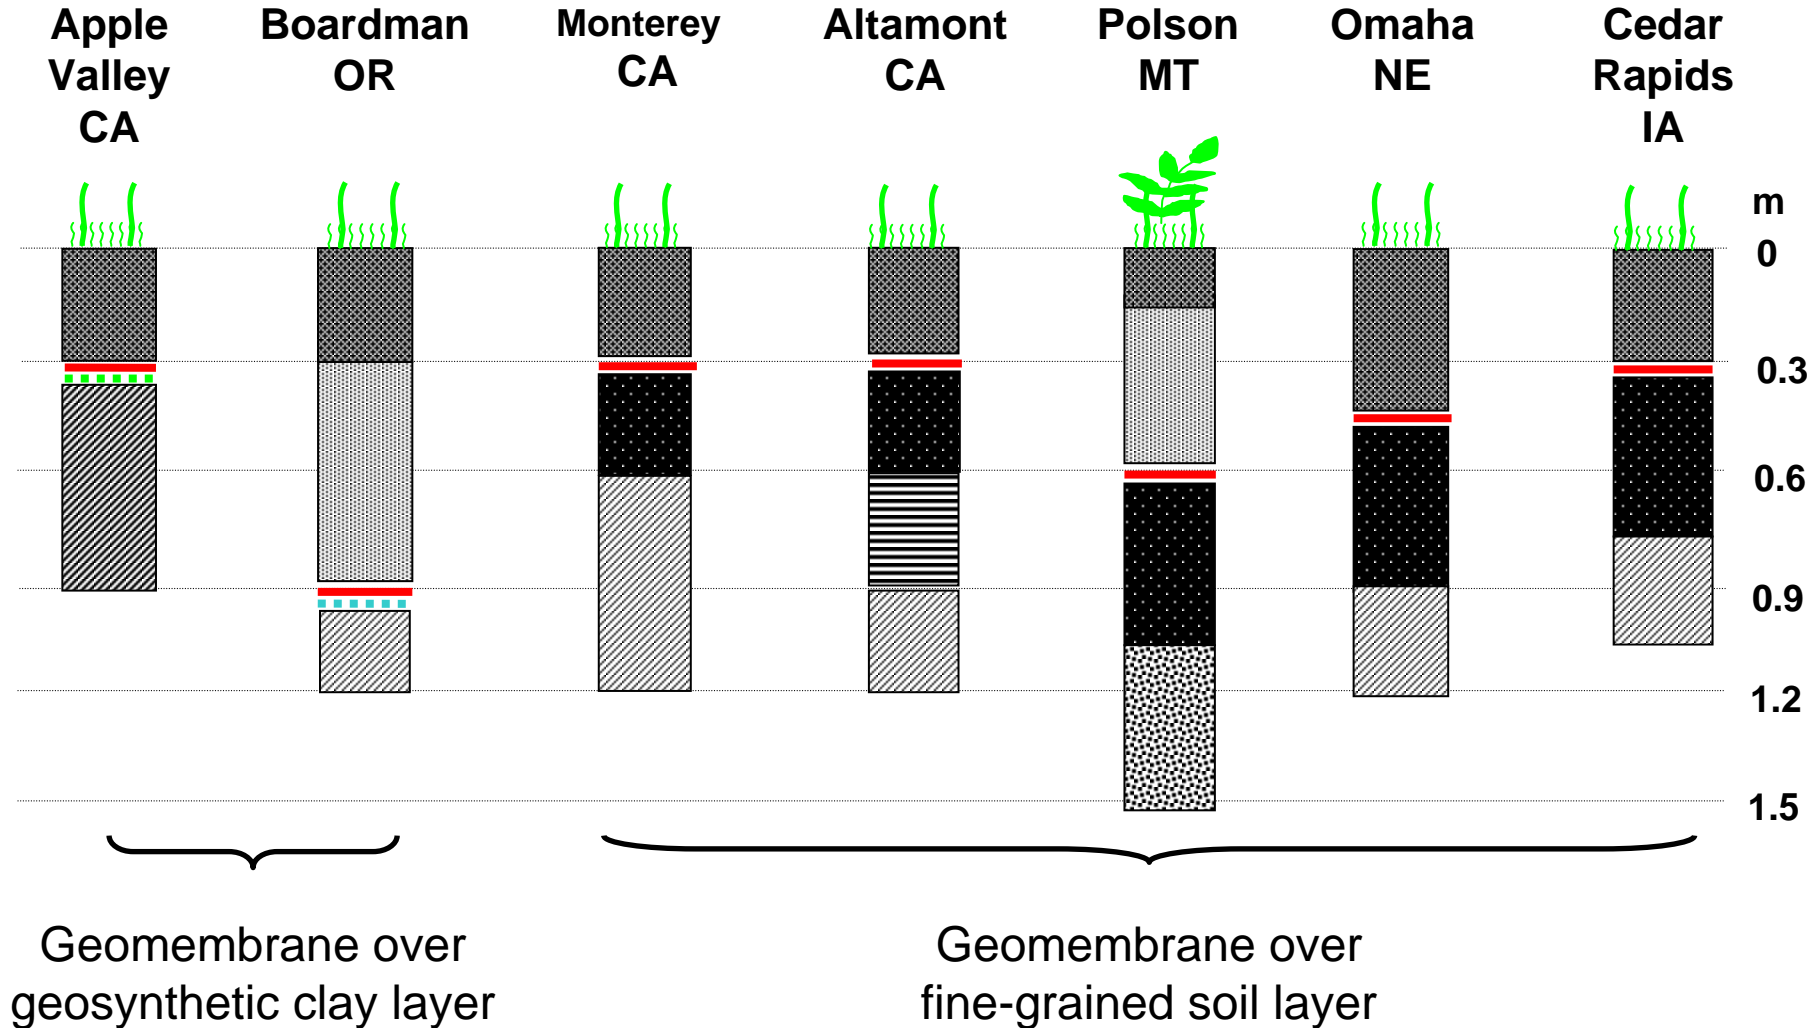 Apple
Valley
CA
Boardman
OR
Monterey
CA
Altamont
CA
Polson
MT
Omaha
NE
Cedar
Rapids
IA
m
0
0.3
0.6
0.9
1.2
1.5
Geomembrane over
geosynthetic clay layer
Geomembrane over
fine-grained soil layer